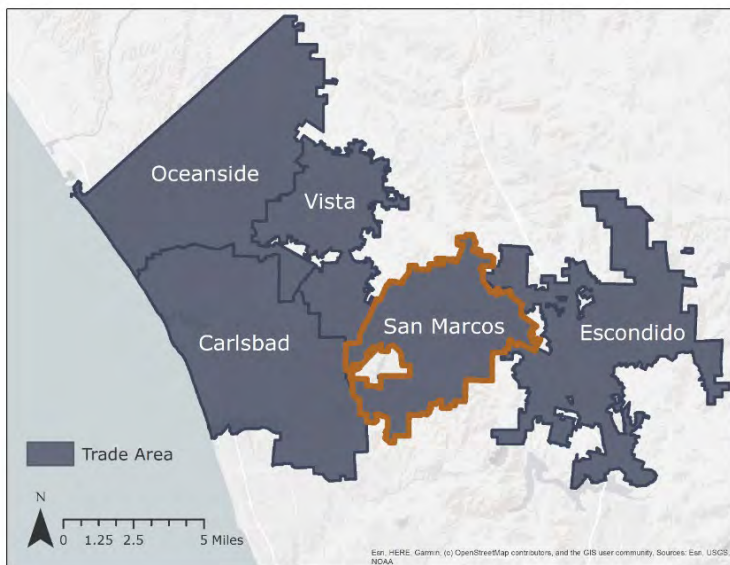 Oceanside
Vista
San Marcos
Escondido
Carlsbad
Trade Area
N
0 1.25 2.5 5 Miles
Esri, HERE, Garmin, (c) OpenStreetMap contributors, and the GIS user community, Sources: Esri, USGS,
NOAA